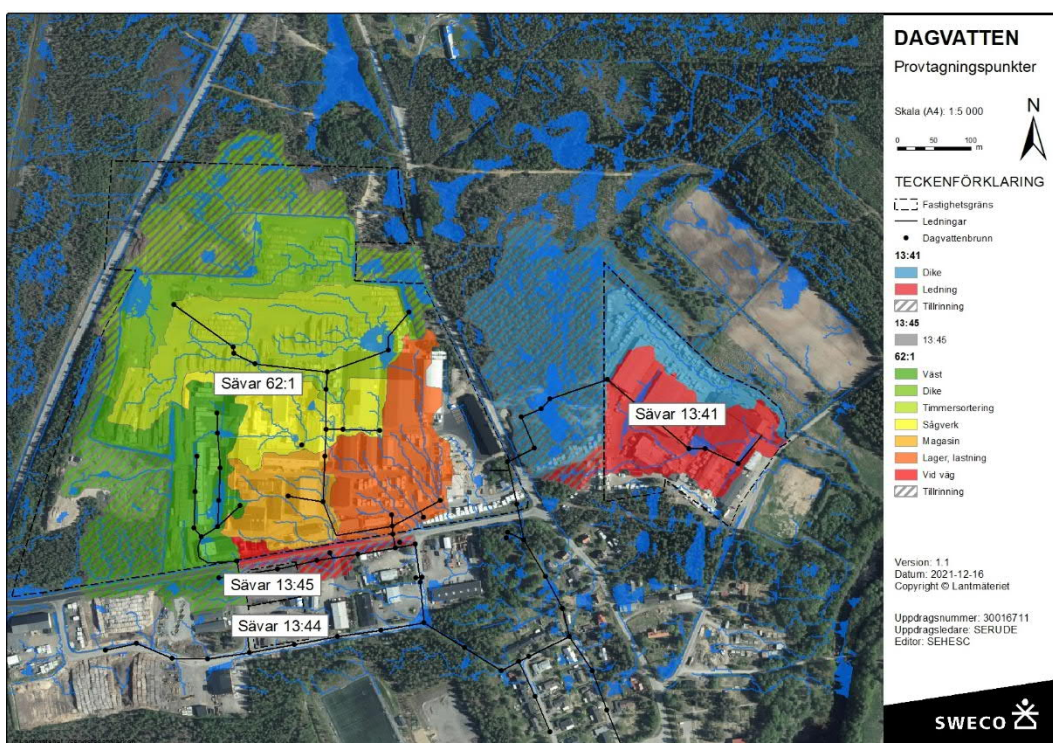 DAGVATTEN
Provtagningspunkter
Skala (A4): 1:5 000
N
0 50 100
m
TECKENFÖRKLARING
Fastighetsgräns
Ledningar
Dagvattenbrunn
13:41
Dike
Ledning
Tillrinning
13:45
13:45
62:1
Väst
Dike
Timmersortering
Sågverk
Magasin
Lager, lastning
Vid väg
Tillrinning
Version: 1.1
Datum: 2021-12-16
Copyright © Lantmäteriet
Uppdragsnummer: 30016711
Uppdragsledare: SERUDE
Editor: SEHESC
SWECO
Sävar 62:1
Sävar 13:41
Sävar 13:45
Sävar 13:44